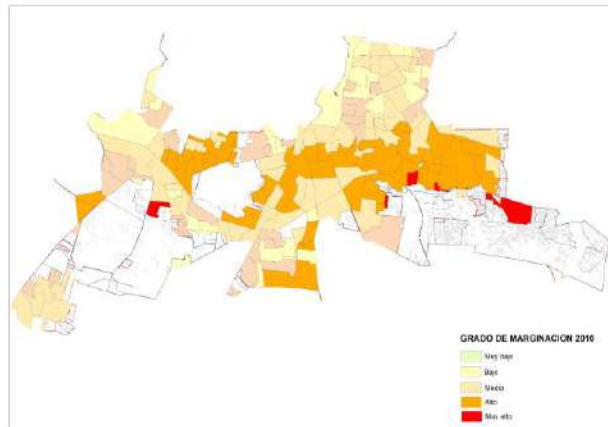 GRADO DE MARGINACION 2010
Muy bajo
Bajo
Medio
Alto
Muy alto